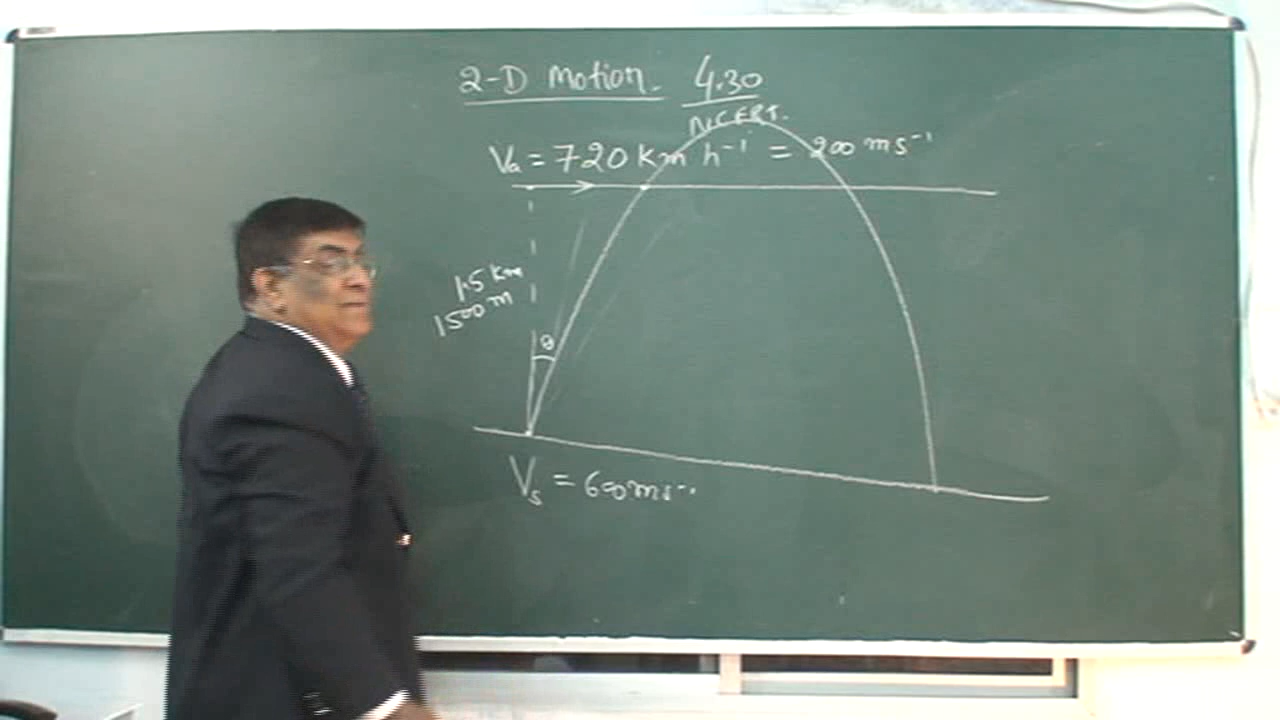 2-D Motion. 4.30
NCERT.
Va = 720 Km h⁻¹ = 200 ms⁻¹
1.5 Km
1500 m
θ
Vs = 600 ms⁻¹